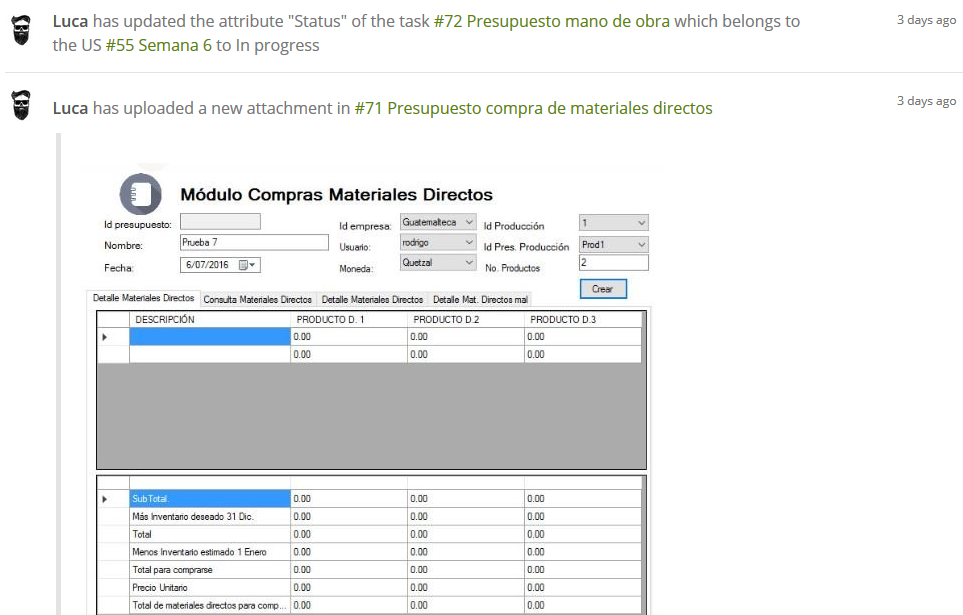 Luca has updated the attribute "Status" of the task #72 Presupuesto mano de obra which belongs to
the US #55 Semana 6 to In progress
3 days ago
Luca has uploaded a new attachment in #71 Presupuesto compra de materiales directos
3 days ago
Módulo Compras Materiales Directos
Id presupuesto:
Id empresa: Guatemalteca
Id Producción 1
Nombre: Prueba 7
Usuario: rodrigo
Id Pres. Producción Prod1
Fecha: 6/07/2016
Moneda: Quetzal
No. Productos 2
Crear
Detalle Materiales Directos Consulta Materiales Directos Detalle Materiales Directos Detalle Mat. Directos mal
DESCRIPCIÓN PRODUCTO D. 1 PRODUCTO D.2 PRODUCTO D.3
0.00 0.00 0.00
0.00 0.00 0.00
SubTotal. 0.00 0.00 0.00
Más Inventario deseado 31 Dic. 0.00 0.00 0.00
Total 0.00 0.00 0.00
Menos Inventario estimado 1 Enero 0.00 0.00 0.00
Total para comprarse 0.00 0.00 0.00
Precio Unitario 0.00 0.00 0.00
Total de materiales directos para comp... 0.00 0.00 0.00